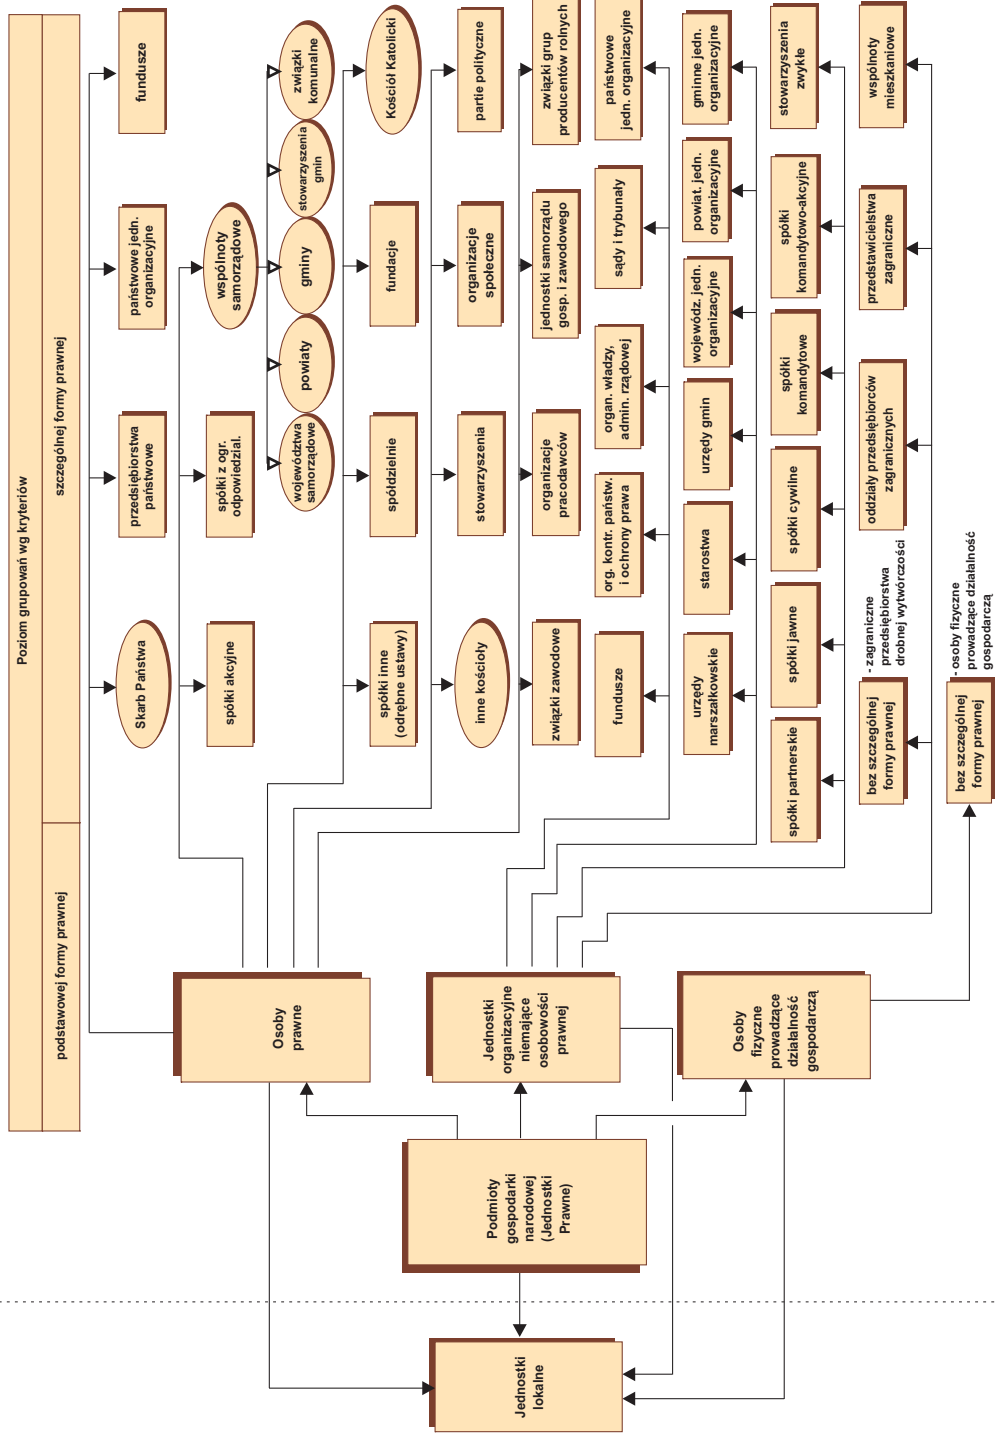 Poziom grupowań wg kryteriów
podstawowej formy prawnej
szczególnej formy prawnej
Jednostki
lokalne
Podmioty
gospodarki
narodowej
(Jednostki
Prawne)
Osoby
prawne
Skarb Państwa
przedsiębiorstwa
państwowe
państwowe jedn.
organizacyjne
fundusze
spółki akcyjne
spółki z ogr.
odpowiedzial.
wspólnoty
samorządowe
województwa
samorządowe
powiaty
gminy
stowarzyszenia
gmin
związki
komunalne
spółki inne
(odrębne ustawy)
spółdzielnie
fundacje
Kościół Katolicki
inne kościoły
stowarzyszenia
organizacje
społeczne
partie polityczne
związki zawodowe
organizacje
pracodawców
jednostki samorządu
gosp. i zawodowego
związki grup
producentów rolnych
Jednostki
organizacyjne
niemające
osobowości
prawnej
fundusze
org. kontr. państw.
i ochrony prawa
organ. władzy,
admin. rządowej
sądy i trybunały
państwowe
jedn. organizacyjne
urzędy
marszałkowskie
starostwa
urzędy gmin
wojewódz. jedn.
organizacyjne
powiat. jedn.
organizacyjne
gminne jedn.
organizacyjne
spółki partnerskie
spółki jawne
spółki cywilne
spółki
komandytowe
spółki
komandytowo-akcyjne
stowarzyszenia
zwykłe
bez szczególnej
formy prawnej
- zagraniczne
przedsiębiorstwa
drobnej wytwórczości
oddziały przedsiębiorców
zagranicznych
przedstawicielstwa
zagraniczne
wspólnoty
mieszkaniowe
Osoby
fizyczne
prowadzące
działalność
gospodarczą
bez szczególnej
formy prawnej
- osoby fizyczne
prowadzące działalność
gospodarczą